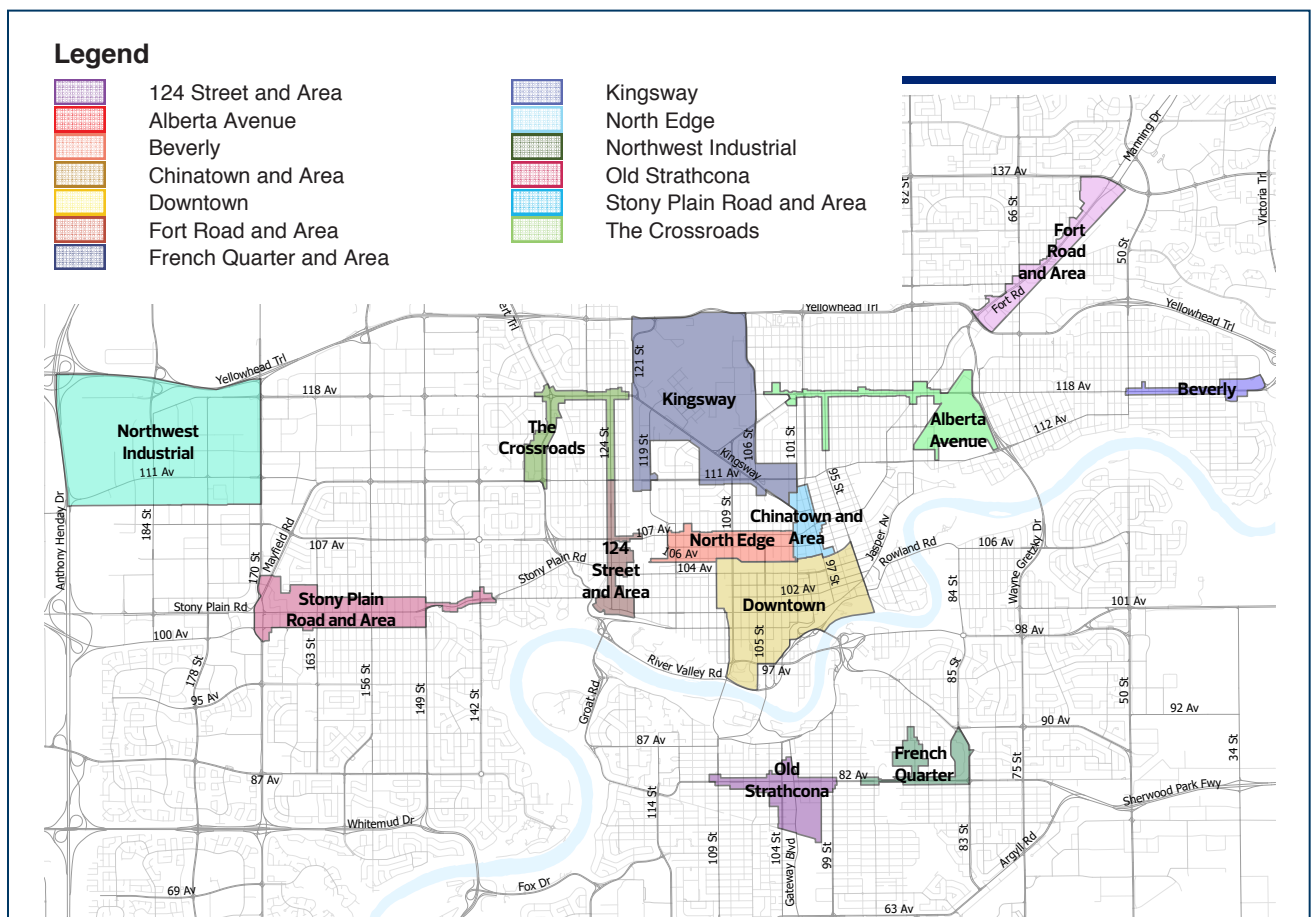 Legend
124 Street and Area
Alberta Avenue
Beverly
Chinatown and Area
Downtown
Fort Road and Area
French Quarter and Area
Kingsway
North Edge
Northwest Industrial
Old Strathcona
Stony Plain Road and Area
The Crossroads
Manning Dr
137 Av
82 St
66 St
Victoria Trl
Fort
Road
and Area
50 St
Fort Rd
ert Trl
Yellowhead Trl
Yellowhead Trl
Yellowhead Trl
121 St
118 Av
118 Av
Beverly
Kingsway
Northwest
Industrial
The
Crossroads
124 St
119 St
106 St
101 St
Alberta
Avenue
112 Av
Kingsway
111 Av
111 Av
95 St
Anthony Henday Dr
184 St
109 St
Chinatown and
Area
Mayfield Rd
107 Av
107 Av
North Edge
106 Av
104 Av
Jasper Av
Rowland Rd
106 Av
Wayne Gretzky Dr
170 St
Stony Plain Rd
124
Street
and Area
97 St
102 Av
Downtown
84 St
Stony Plain Rd
Stony Plain
Road and Area
101 Av
100 Av
98 Av
105 St
163 St
178 St
156 St
River Valley Rd
97 Av
85 St
95 Av
149 St
142 St
Groat Rd
50 St
92 Av
90 Av
87 Av
34 St
87 Av
Old
Strathcona
82 Av
French
Quarter
75 St
Sherwood Park Fwy
114 St
Whitemud Dr
109 St
104 St
Gateway Blvd
99 St
83 St
Argyll Rd
69 Av
Fox Dr
63 Av